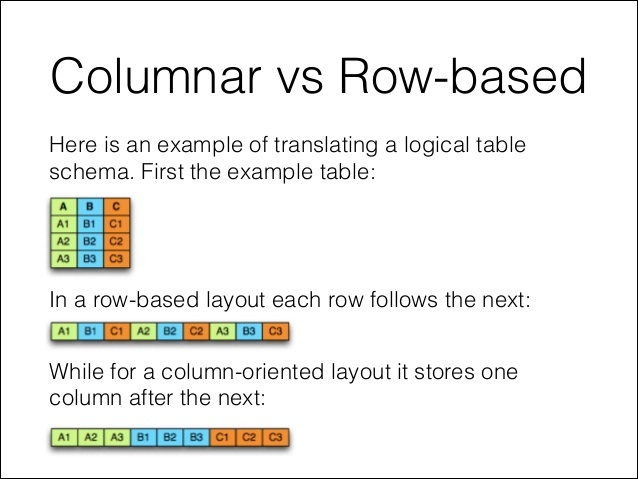 Columnar vs Row-based
Here is an example of translating a logical table
schema. First the example table:
A B C
A1 B1 C1
A2 B2 C2
A3 B3 C3
In a row-based layout each row follows the next:
A1 B1 C1 A2 B2 C2 A3 B3 C3
While for a column-oriented layout it stores one
column after the next:
A1 A2 A3 B1 B2 B3 C1 C2 C3